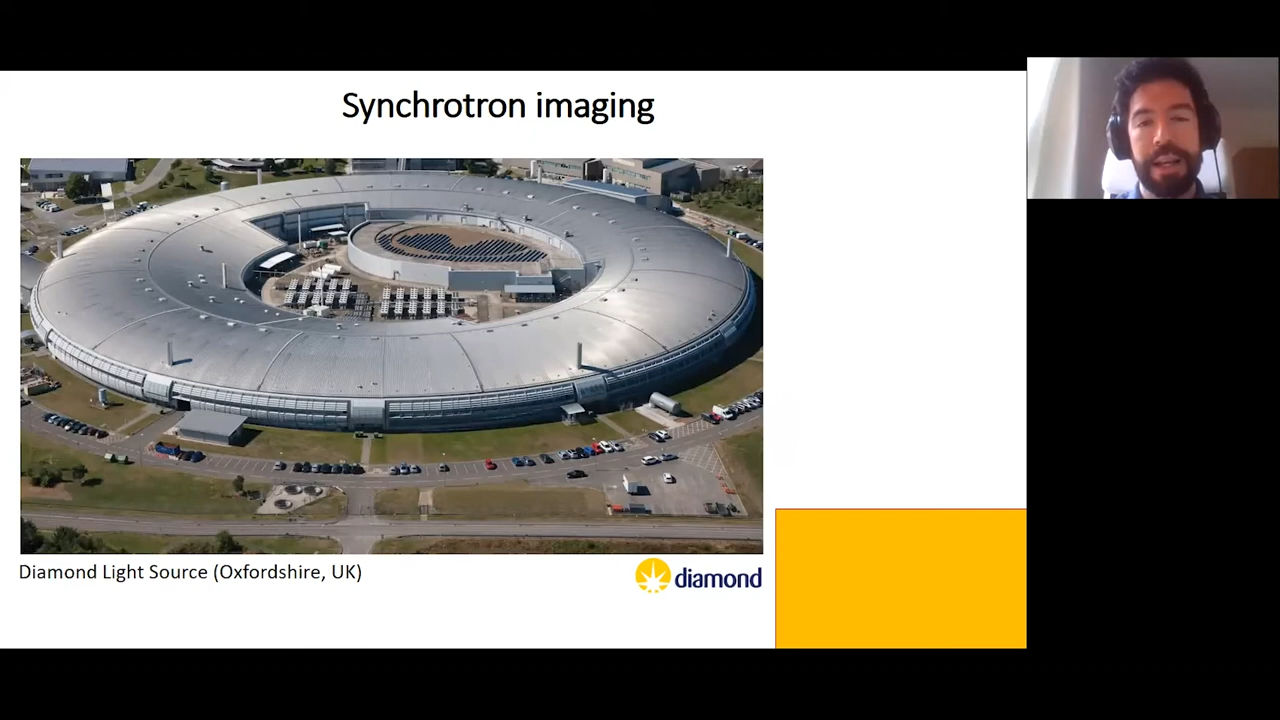 Synchrotron imaging
Diamond Light Source (Oxfordshire, UK)
diamond